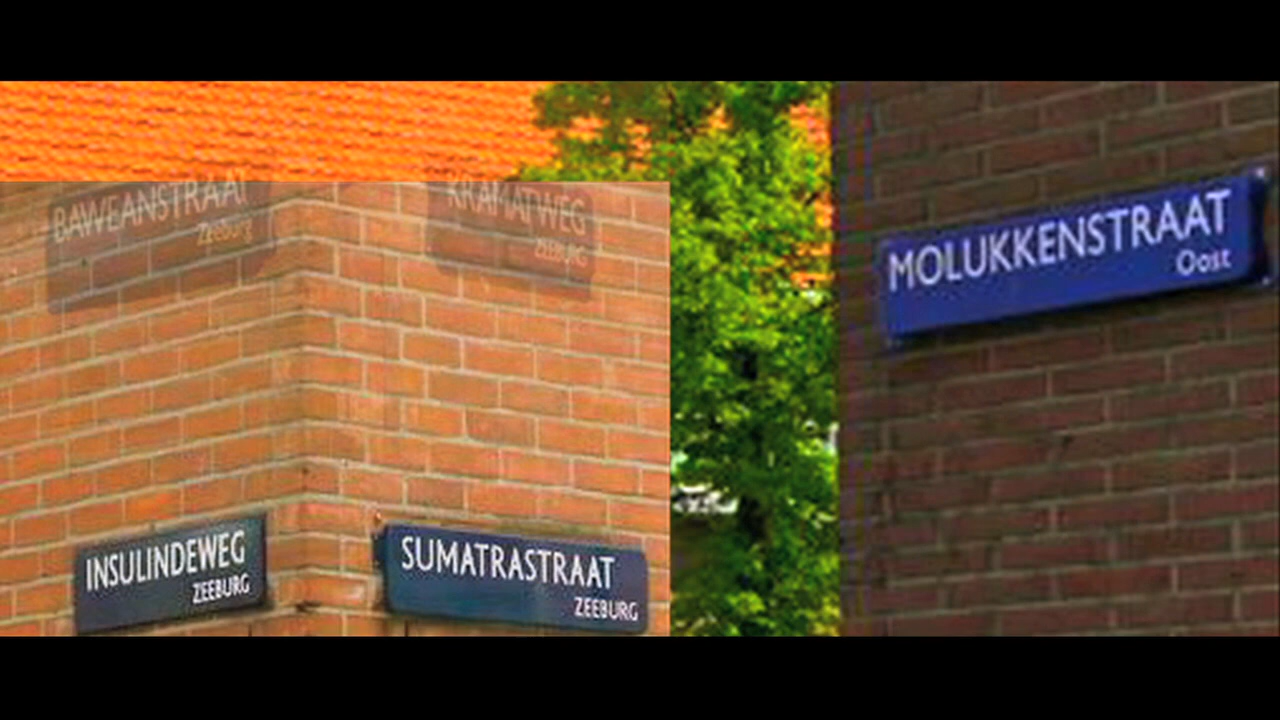 BAWEANSTRAAT
Zeeburg
KRAMATWEG
ZEEBURG
MOLUKKENSTRAAT
Oost
INSULINDEWEG
ZEEBURG
SUMATRASTRAAT
ZEEBURG